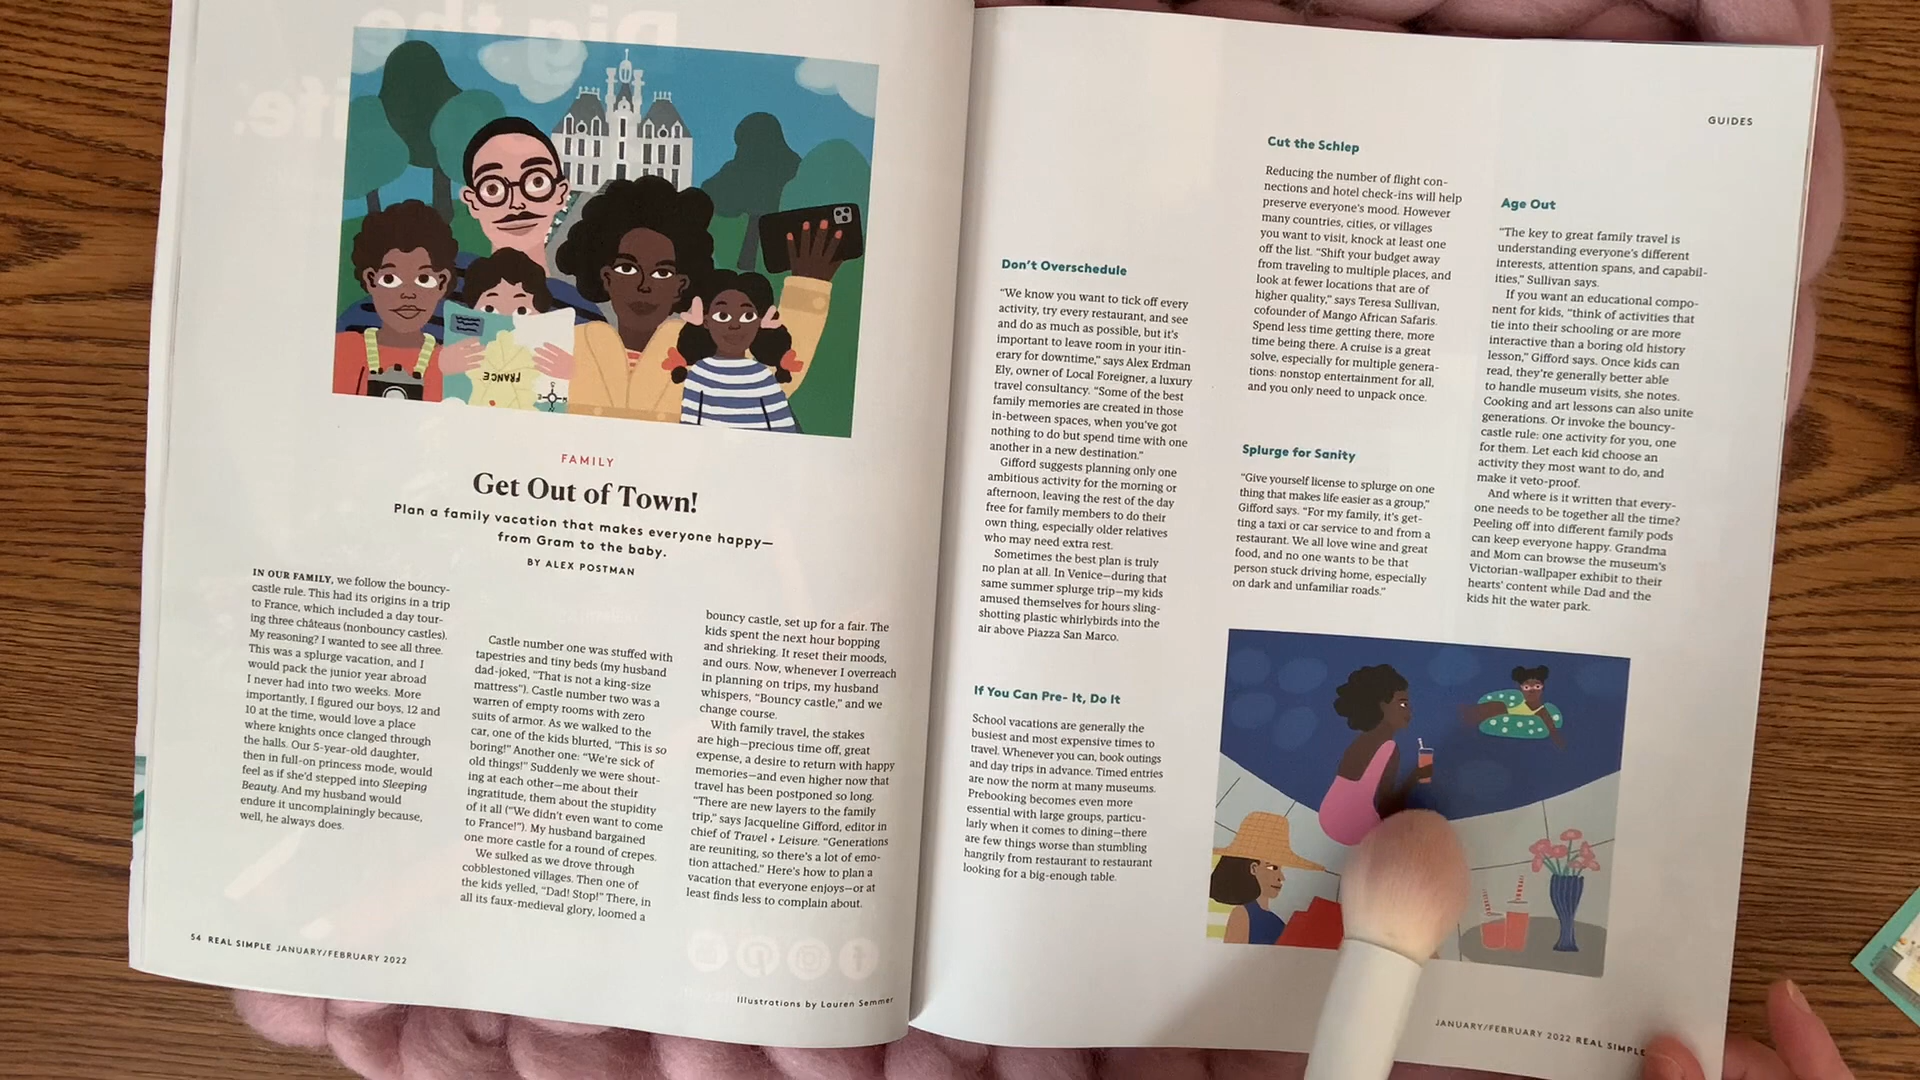 FRANCE
FAMILY
Get Out of Town!
Plan a family vacation that makes everyone happy—
from Gram to the baby.
BY ALEX POSTMAN
IN OUR FAMILY, we follow the bouncy-
castle rule. This had its origins in a trip
to France, which included a day tour-
ing three châteaus (nonbouncy castles).
My reasoning? I wanted to see all three.
This was a splurge vacation, and I
would pack the junior year abroad
I never had into two weeks. More
importantly, I figured our boys, 12 and
10 at the time, would love a place
where knights once clanged through
the halls. Our 5-year-old daughter,
then in full-on princess mode, would
feel as if she'd stepped into Sleeping
Beauty. And my husband would
endure it uncomplainingly because,
well, he always does.
Castle number one was stuffed with
tapestries and tiny beds (my husband
dad-joked, "That is not a king-size
mattress"). Castle number two was a
warren of empty rooms with zero
suits of armor. As we walked to the
car, one of the kids blurted, "This is so
boring!" Another one: "We're sick of
old things!" Suddenly we were shout-
ing at each other—me about their
ingratitude, them about the stupidity
of it all ("We didn't even want to come
to France!"). My husband bargained
one more castle for a round of crepes.
We sulked as we drove through
cobblestoned villages. Then one of
the kids yelled, "Dad! Stop!" There, in
all its faux-medieval glory, loomed a
bouncy castle, set up for a fair. The
kids spent the next hour bopping
and shrieking. It reset their moods,
and ours. Now, whenever I overreach
in planning on trips, my husband
whispers, "Bouncy castle," and we
change course.
With family travel, the stakes
are high—precious time off, great
expense, a desire to return with happy
memories—and even higher now that
travel has been postponed so long.
"There are new layers to the family
trip," says Jacqueline Gifford, editor in
chief of Travel + Leisure. "Generations
are reuniting, so there's a lot of emo-
tion attached." Here's how to plan a
vacation that everyone enjoys—or at
least finds less to complain about.
54 REAL SIMPLE JANUARY/FEBRUARY 2022
Illustrations by Lauren Semmer
GUIDES
Don't Overschedule
"We know you want to tick off every
activity, try every restaurant, and see
and do as much as possible, but it's
important to leave room in your itin-
erary for downtime," says Alex Erdman
Ely, owner of Local Foreigner, a luxury
travel consultancy. "Some of the best
family memories are created in those
in-between spaces, when you've got
nothing to do but spend time with one
another in a new destination."
Gifford suggests planning only one
ambitious activity for the morning or
afternoon, leaving the rest of the day
free for family members to do their
own thing, especially older relatives
who may need extra rest.
Sometimes the best plan is truly
no plan at all. In Venice—during that
same summer splurge trip—my kids
amused themselves for hours sling-
shotting plastic whirlybirds into the
air above Piazza San Marco.
If You Can Pre- It, Do It
School vacations are generally the
busiest and most expensive times to
travel. Whenever you can, book outings
and day trips in advance. Timed entries
are now the norm at many museums.
Prebooking becomes even more
essential with large groups, particu-
larly when it comes to dining—there
are few things worse than stumbling
hangrily from restaurant to restaurant
looking for a big-enough table.
Cut the Schlep
Reducing the number of flight con-
nections and hotel check-ins will help
preserve everyone's mood. However
many countries, cities, or villages
you want to visit, knock at least one
off the list. "Shift your budget away
from traveling to multiple places, and
look at fewer locations that are of
higher quality," says Teresa Sullivan,
cofounder of Mango African Safaris.
Spend less time getting there, more
time being there. A cruise is a great
solve, especially for multiple genera-
tions: nonstop entertainment for all,
and you only need to unpack once.
Splurge for Sanity
"Give yourself license to splurge on one
thing that makes life easier as a group,"
Gifford says. "For my family, it's get-
ting a taxi or car service to and from a
restaurant. We all love wine and great
food, and no one wants to be that
person stuck driving home, especially
on dark and unfamiliar roads."
Age Out
"The key to great family travel is
understanding everyone's different
interests, attention spans, and capabil-
ities," Sullivan says.
If you want an educational compo-
nent for kids, "think of activities that
tie into their schooling or are more
interactive than a boring old history
lesson," Gifford says. Once kids can
read, they're generally better able
to handle museum visits, she notes.
Cooking and art lessons can also unite
generations. Or invoke the bouncy-
castle rule: one activity for you, one
for them. Let each kid choose an
activity they most want to do, and
make it veto-proof.
And where is it written that every-
one needs to be together all the time?
Peeling off into different family pods
can keep everyone happy. Grandma
and Mom can browse the museum's
Victorian-wallpaper exhibit to their
hearts' content while Dad and the
kids hit the water park.
JANUARY/FEBRUARY 2022 REAL SIMPLE